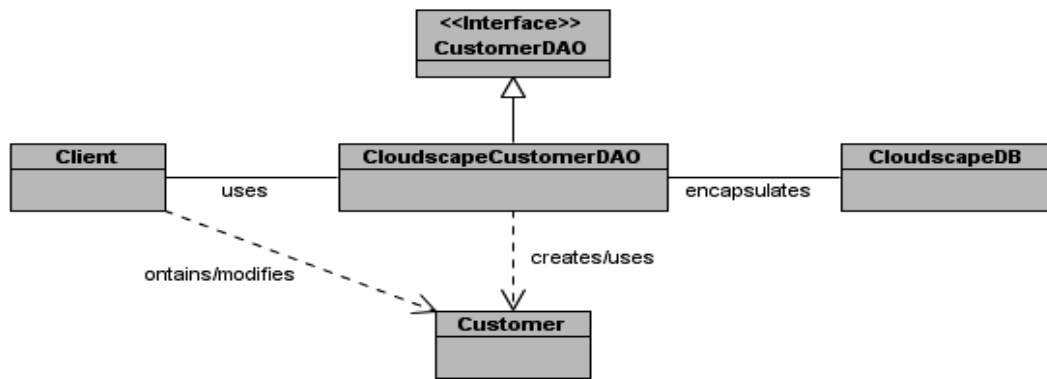 <<Interface>>
CustomerDAO
Client
CloudscapeCustomerDAO
CloudscapeDB
uses
encapsulates
ontains/modifies
creates/uses
Customer